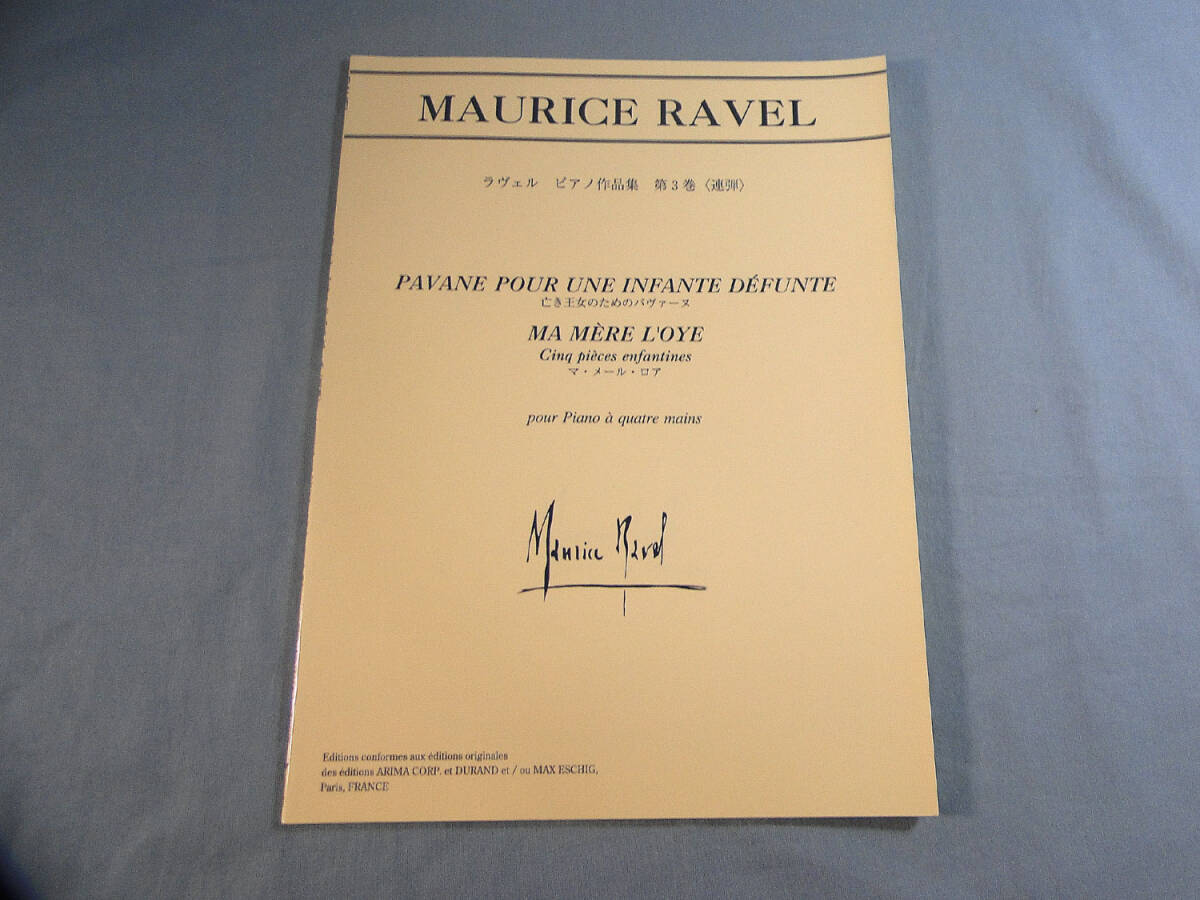 MAURICE RAVEL
ラヴェル ピアノ作品集 第3巻〈連弾〉
PAVANE POUR UNE INFANTE DÉFUNTE
亡き王女のためのパヴァーヌ
MA MÈRE L'OYE
Cinq pièces enfantines
マ・メール・ロア
pour Piano à quatre mains
Maurice Ravel
Editions conformes aux éditions originales
des éditions ARIMA CORP. et DURAND et / ou MAX ESCHIG,
Paris, FRANCE